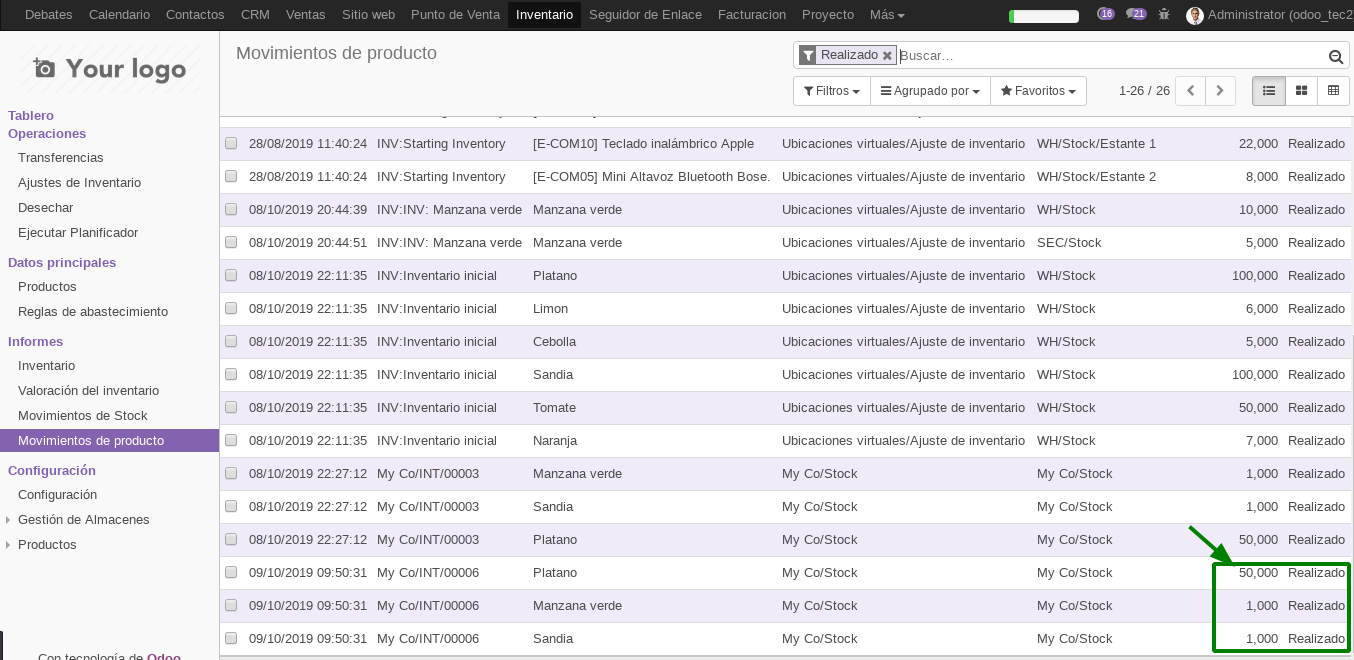 Debates Calendario Contactos CRM Ventas Sitio web Punto de Venta Inventario Seguidor de Enlace Facturacion Proyecto Más 16 21 Administrator (odoo_tec2
Your logo
Movimientos de producto
Realizado Buscar...
Filtros Agrupado por Favoritos 1-26 / 26
Tablero
Operaciones
Transferencias
Ajustes de Inventario
Desechar
Ejecutar Planificador
Datos principales
Productos
Reglas de abastecimiento
Informes
Inventario
Valoración del inventario
Movimientos de Stock
Movimientos de producto
Configuración
Configuración
Gestión de Almacenes
Productos
Con tecnología de Odoo
28/08/2019 11:40:24 INV:Starting Inventory [E-COM10] Teclado inalámbrico Apple Ubicaciones virtuales/Ajuste de inventario WH/Stock/Estante 1 22,000 Realizado
28/08/2019 11:40:24 INV:Starting Inventory [E-COM05] Mini Altavoz Bluetooth Bose. Ubicaciones virtuales/Ajuste de inventario WH/Stock/Estante 2 8,000 Realizado
08/10/2019 20:44:39 INV:INV: Manzana verde Manzana verde Ubicaciones virtuales/Ajuste de inventario WH/Stock 10,000 Realizado
08/10/2019 20:44:51 INV:INV: Manzana verde Manzana verde Ubicaciones virtuales/Ajuste de inventario SEC/Stock 5,000 Realizado
08/10/2019 22:11:35 INV:Inventario inicial Platano Ubicaciones virtuales/Ajuste de inventario WH/Stock 100,000 Realizado
08/10/2019 22:11:35 INV:Inventario inicial Limon Ubicaciones virtuales/Ajuste de inventario WH/Stock 6,000 Realizado
08/10/2019 22:11:35 INV:Inventario inicial Cebolla Ubicaciones virtuales/Ajuste de inventario WH/Stock 5,000 Realizado
08/10/2019 22:11:35 INV:Inventario inicial Sandia Ubicaciones virtuales/Ajuste de inventario WH/Stock 100,000 Realizado
08/10/2019 22:11:35 INV:Inventario inicial Tomate Ubicaciones virtuales/Ajuste de inventario WH/Stock 50,000 Realizado
08/10/2019 22:11:35 INV:Inventario inicial Naranja Ubicaciones virtuales/Ajuste de inventario WH/Stock 7,000 Realizado
08/10/2019 22:27:12 My Co/INT/00003 Manzana verde My Co/Stock My Co/Stock 1,000 Realizado
08/10/2019 22:27:12 My Co/INT/00003 Sandia My Co/Stock My Co/Stock 1,000 Realizado
08/10/2019 22:27:12 My Co/INT/00003 Platano My Co/Stock My Co/Stock 50,000 Realizado
09/10/2019 09:50:31 My Co/INT/00006 Platano My Co/Stock My Co/Stock 50,000 Realizado
09/10/2019 09:50:31 My Co/INT/00006 Manzana verde My Co/Stock My Co/Stock 1,000 Realizado
09/10/2019 09:50:31 My Co/INT/00006 Sandia My Co/Stock My Co/Stock 1,000 Realizado